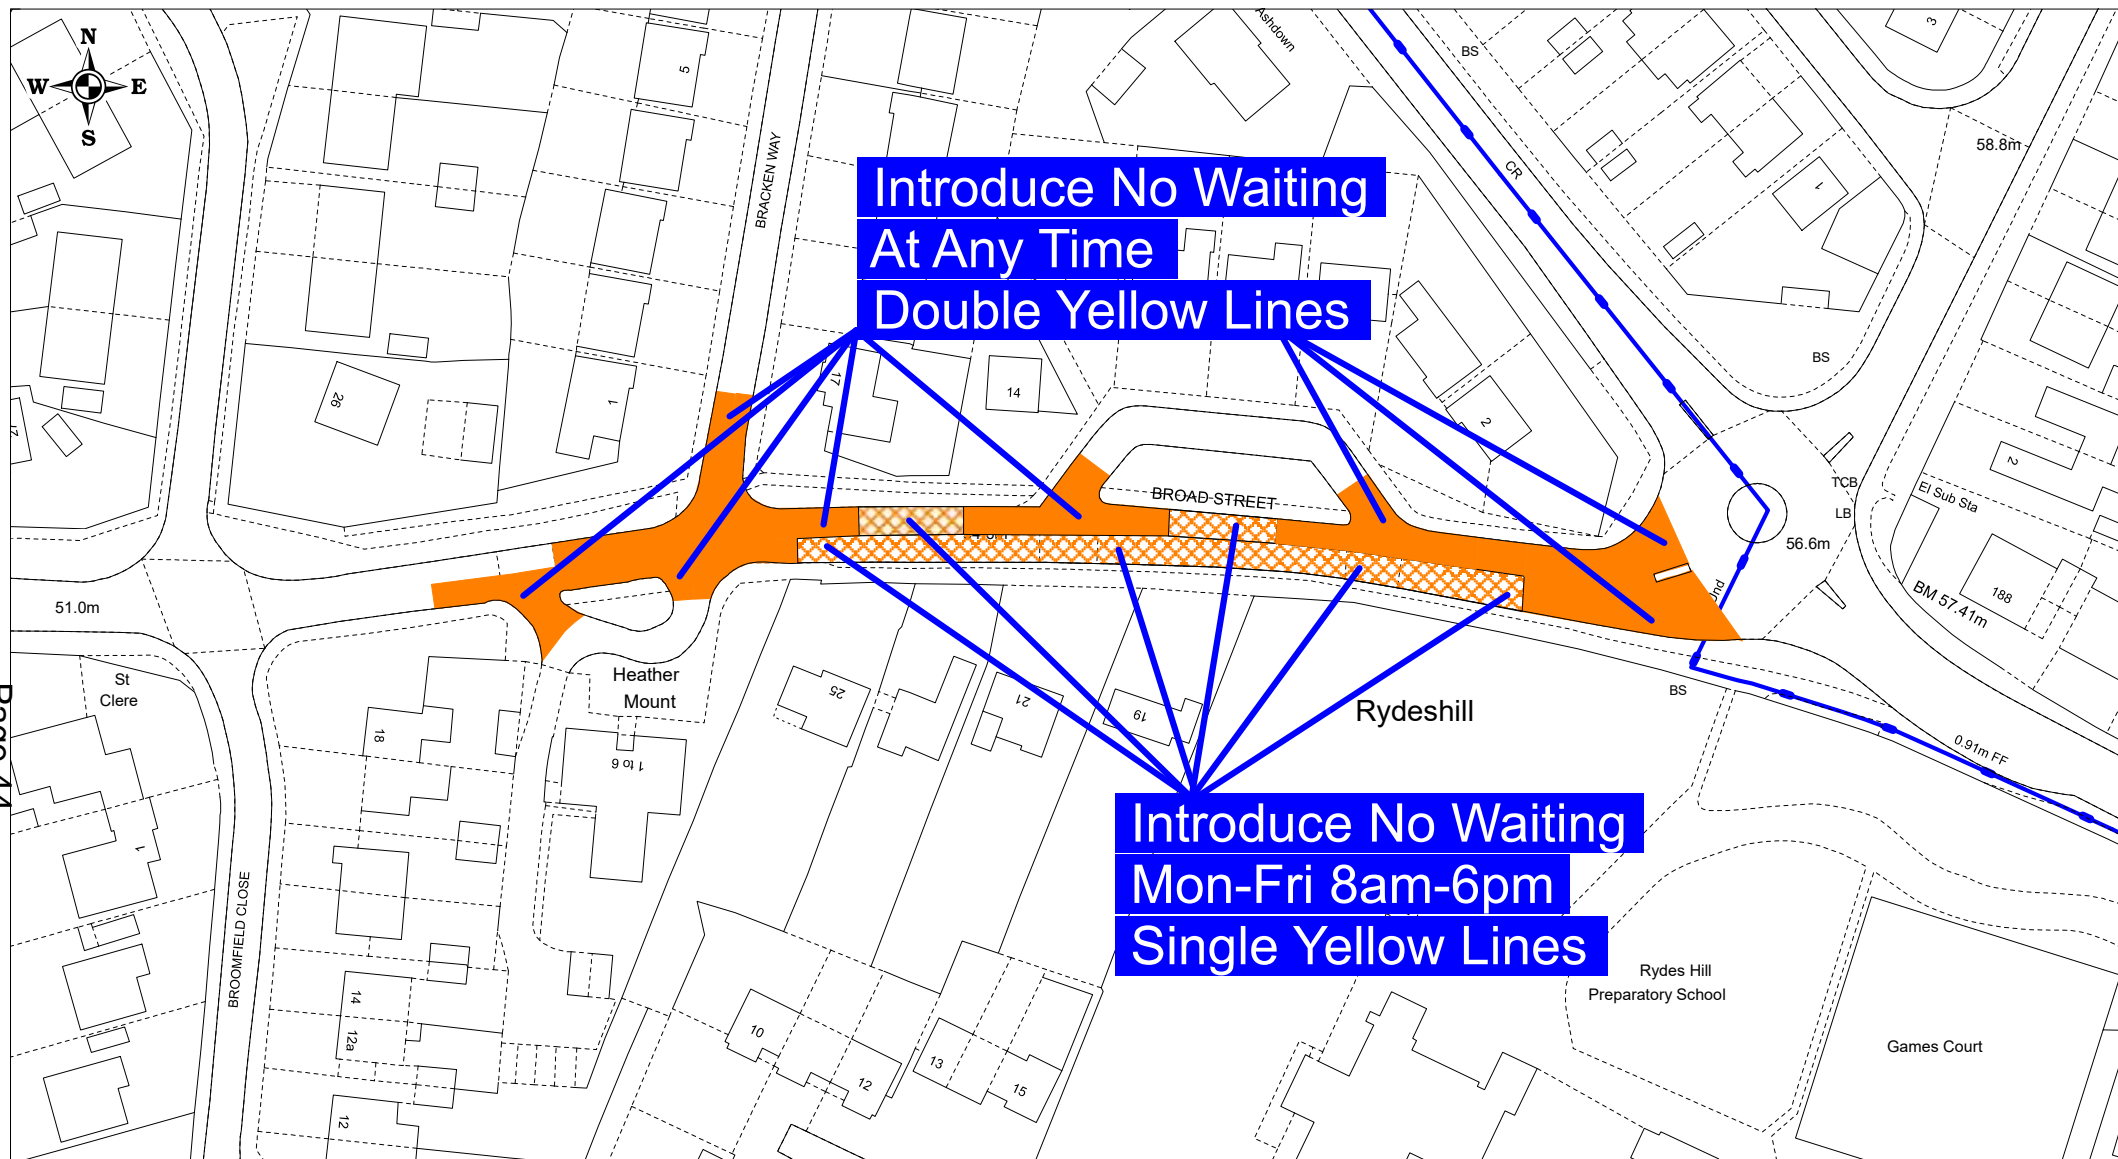 N
W E
S
Ashdown
BS
3
5
CR
58.8m
1
BRACKEN WAY
Introduce No Waiting
At Any Time
Double Yellow Lines
BS
17
14
26
1
2
2
BROAD STREET
TCB
El Sub Sta
LB
56.6m
51.0m
188
BM 57.41m
Heather
Mount
St
Clere
25
21
19
Rydeshill
BS
18
1 to 6
0.91m FF
Introduce No Waiting
Mon-Fri 8am-6pm
Single Yellow Lines
1
BROOMFIELD CLOSE
Rydes Hill
Preparatory School
14
12a
10
12
13
15
Games Court
12